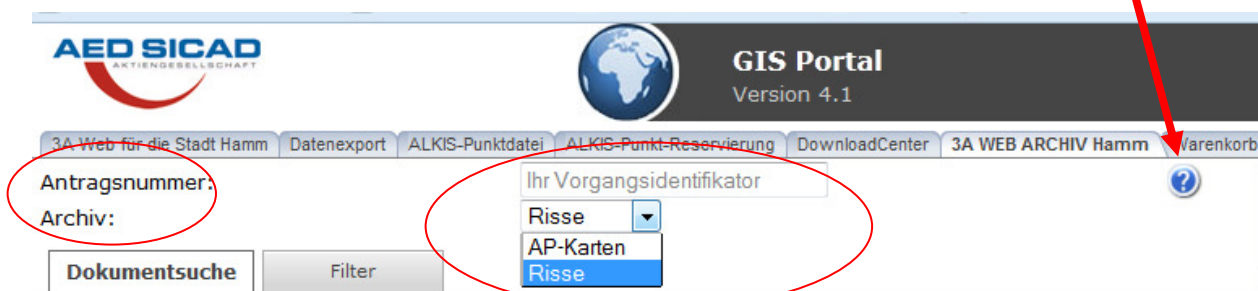 AED SICAD
AKTIENGESELLSCHAFT
GIS Portal
Version 4.1
3A Web für die Stadt Hamm Datenexport ALKIS-Punktdatei ALKIS-Punkt-Reservierung DownloadCenter 3A WEB ARCHIV Hamm Warenkorb
Antragsnummer: Ihr Vorgangsidentifikator ?
Archiv: Risse
AP-Karten
Dokumentsuche Filter Risse